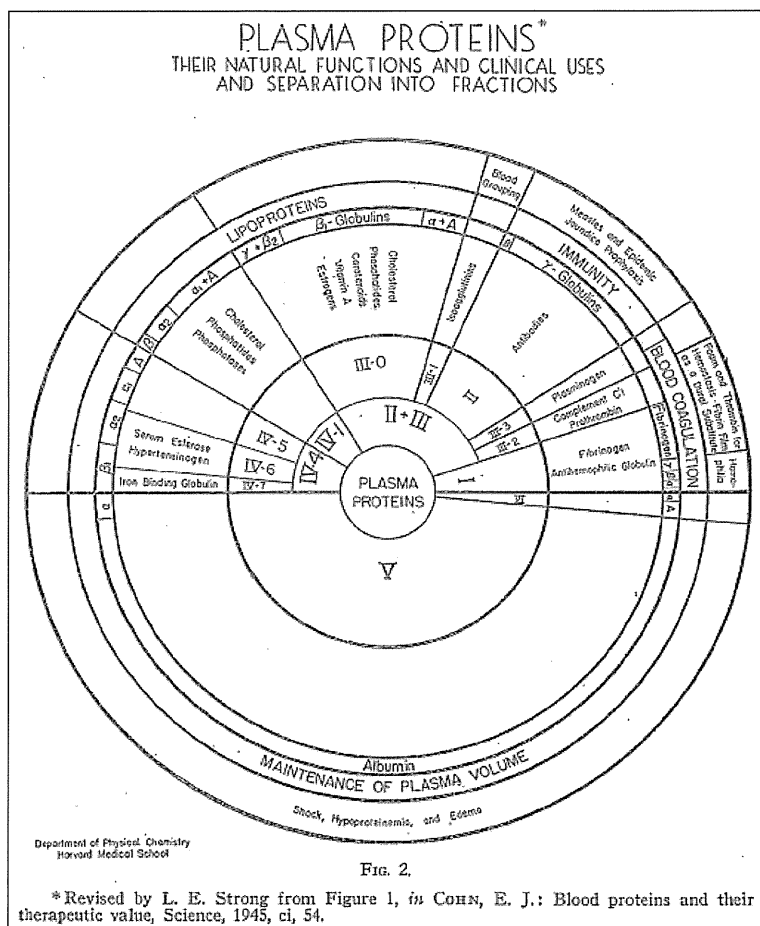 PLASMA PROTEINS*
THEIR NATURAL FUNCTIONS AND CLINICAL USES
AND SEPARATION INTO FRACTIONS
Blood
Grouping
Measles and Epidemic
Jaundice Prophylaxis
LIPOPROTEINS
IMMUNITY
BLOOD COAGULATION
Foam and Thrombin for
Hemostasis-Fibrin Film
as a Dural Substitute
Hemo-
philia
γ + β2
β1-Globulins
α+A
β
γ-Globulins
α1+A
α2
β
A
α1
α2
β1
α
Fibrinogen
γ
β
α
A
Cholesterol
Phosphatides
Phosphatases
Cholesterol
Phosphatides
Carotenoids
Vitamin A
Estrogens
Isoagglutinins
Antibodies
Plasminogen
Complement C1
Prothrombin
Fibrinogen
Antihemophilic Globulin
Serum Esterase
Hypertensinogen
Iron Binding Globulin
III-0
III-1
II
III-3
III-2
II+III
I
VI
IV-5
IV-6
IV-7
IV-4
IV-1
PLASMA
PROTEINS
V
Albumin
MAINTENANCE OF PLASMA VOLUME
Shock, Hypoproteinemia, and Edema
Department of Physical Chemistry
Harvard Medical School
FIG. 2.
*Revised by L. E. Strong from Figure 1, in COHN, E. J.: Blood proteins and their
therapeutic value, Science, 1945, ci, 54.